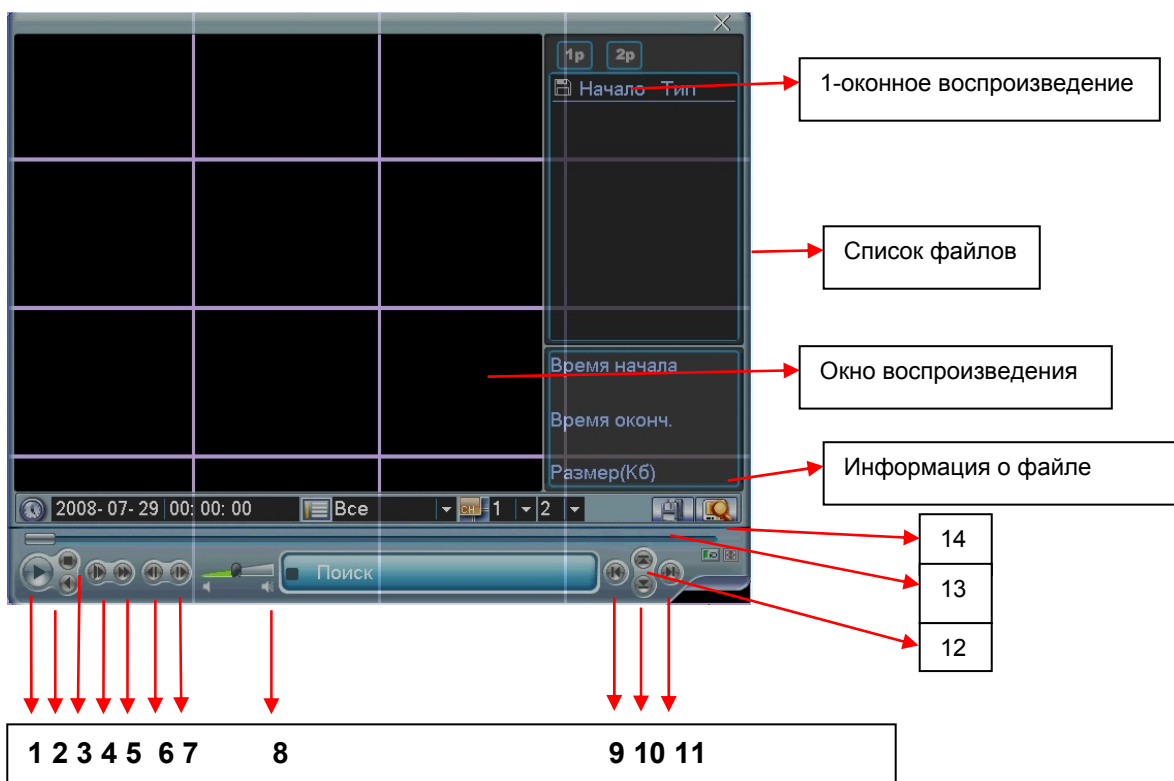 1p 2p
Начало Тип
1-оконное воспроизведение
Список файлов
Время начала
Окно воспроизведения
Время оконч.
Размер(Кб)
Информация о файле
2008- 07- 29 00: 00: 00 Все CH 1 2
14
Поиск
13
12
1 2 3 4 5 6 7 8 9 10 11